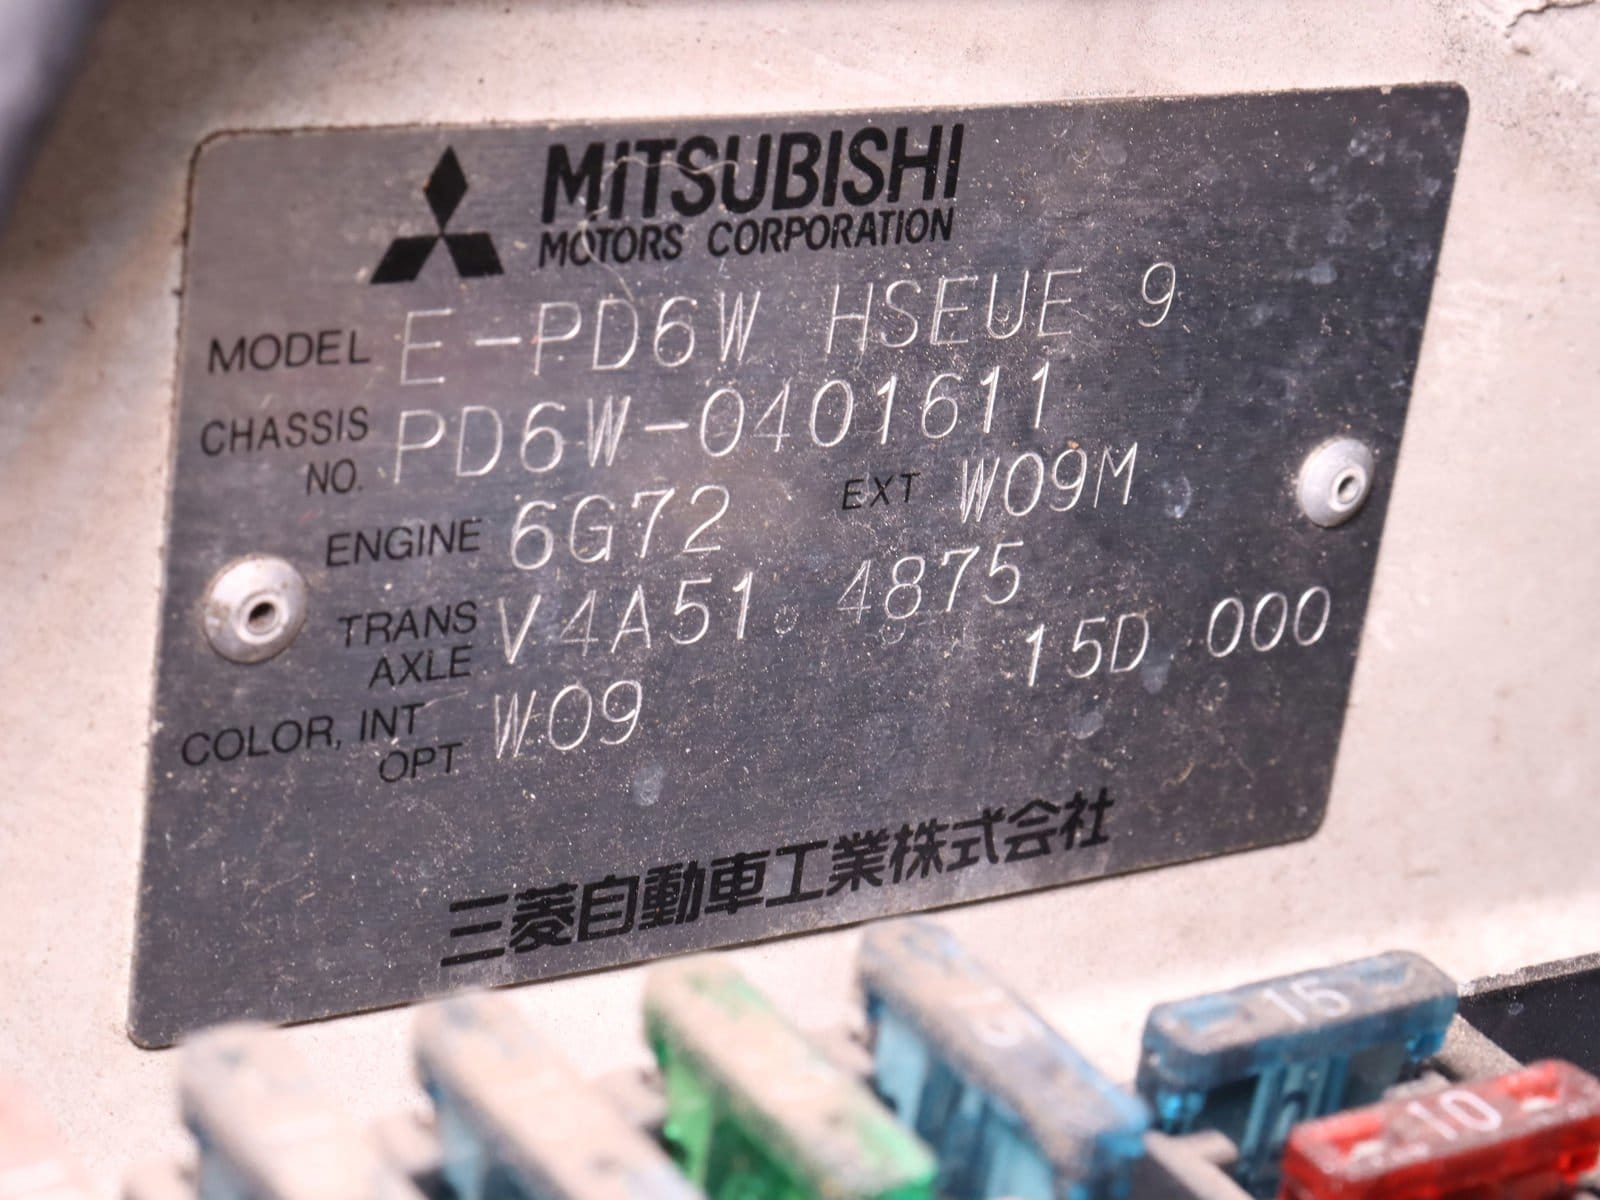 MITSUBISHI
MOTORS CORPORATION
MODEL E-PD6W HSEUE 9
CHASSIS NO. PD6W-0401611
ENGINE 6G72 EXT W09M
TRANS AXLE V4A51. 4875
COLOR, INT OPT W09 15D 000
三菱自動車工業株式会社
15
10